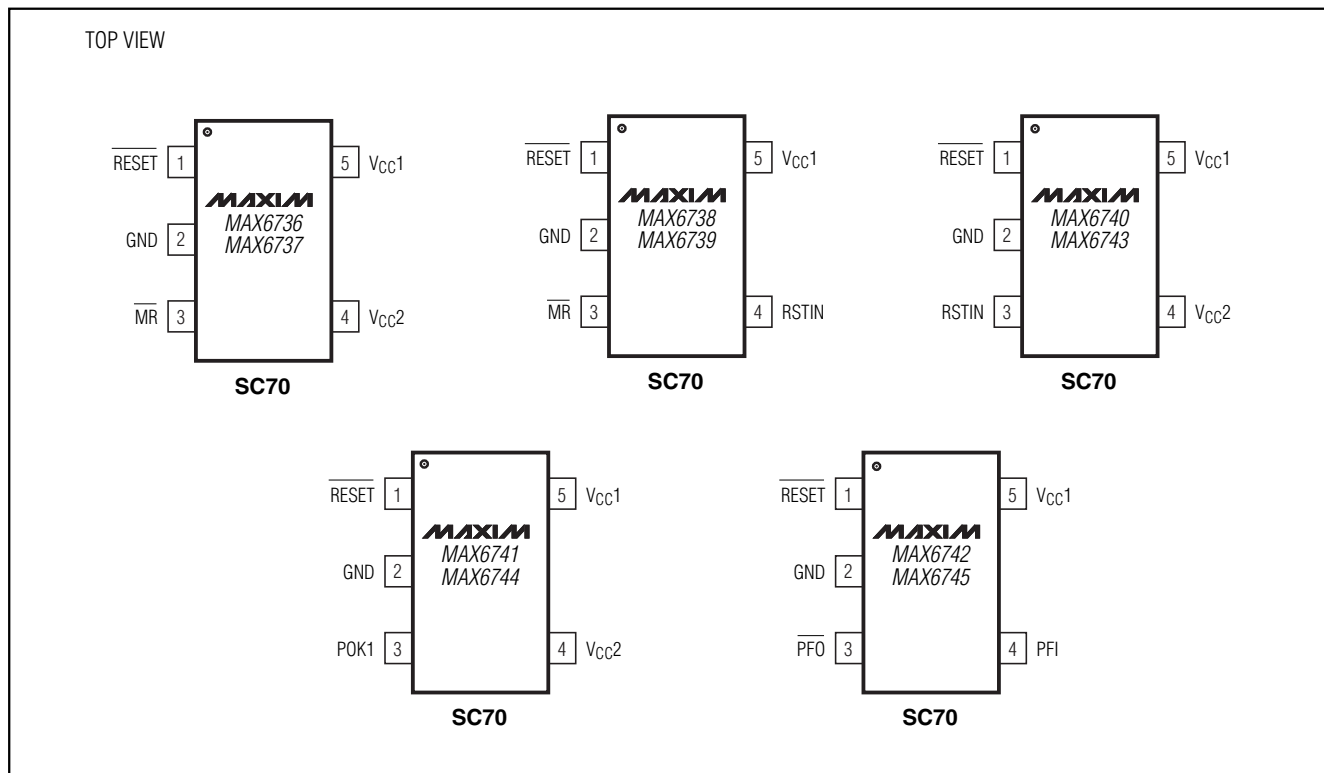 TOP VIEW
RESET 1
GND 2
MR 3
5 VCC1
4 VCC2
MAXIM
MAX6736
MAX6737
SC70
RESET 1
GND 2
MR 3
5 VCC1
4 RSTIN
MAXIM
MAX6738
MAX6739
SC70
RESET 1
GND 2
RSTIN 3
5 VCC1
4 VCC2
MAXIM
MAX6740
MAX6743
SC70
RESET 1
GND 2
POK1 3
5 VCC1
4 VCC2
MAXIM
MAX6741
MAX6744
SC70
RESET 1
GND 2
PFO 3
5 VCC1
4 PFI
MAXIM
MAX6742
MAX6745
SC70